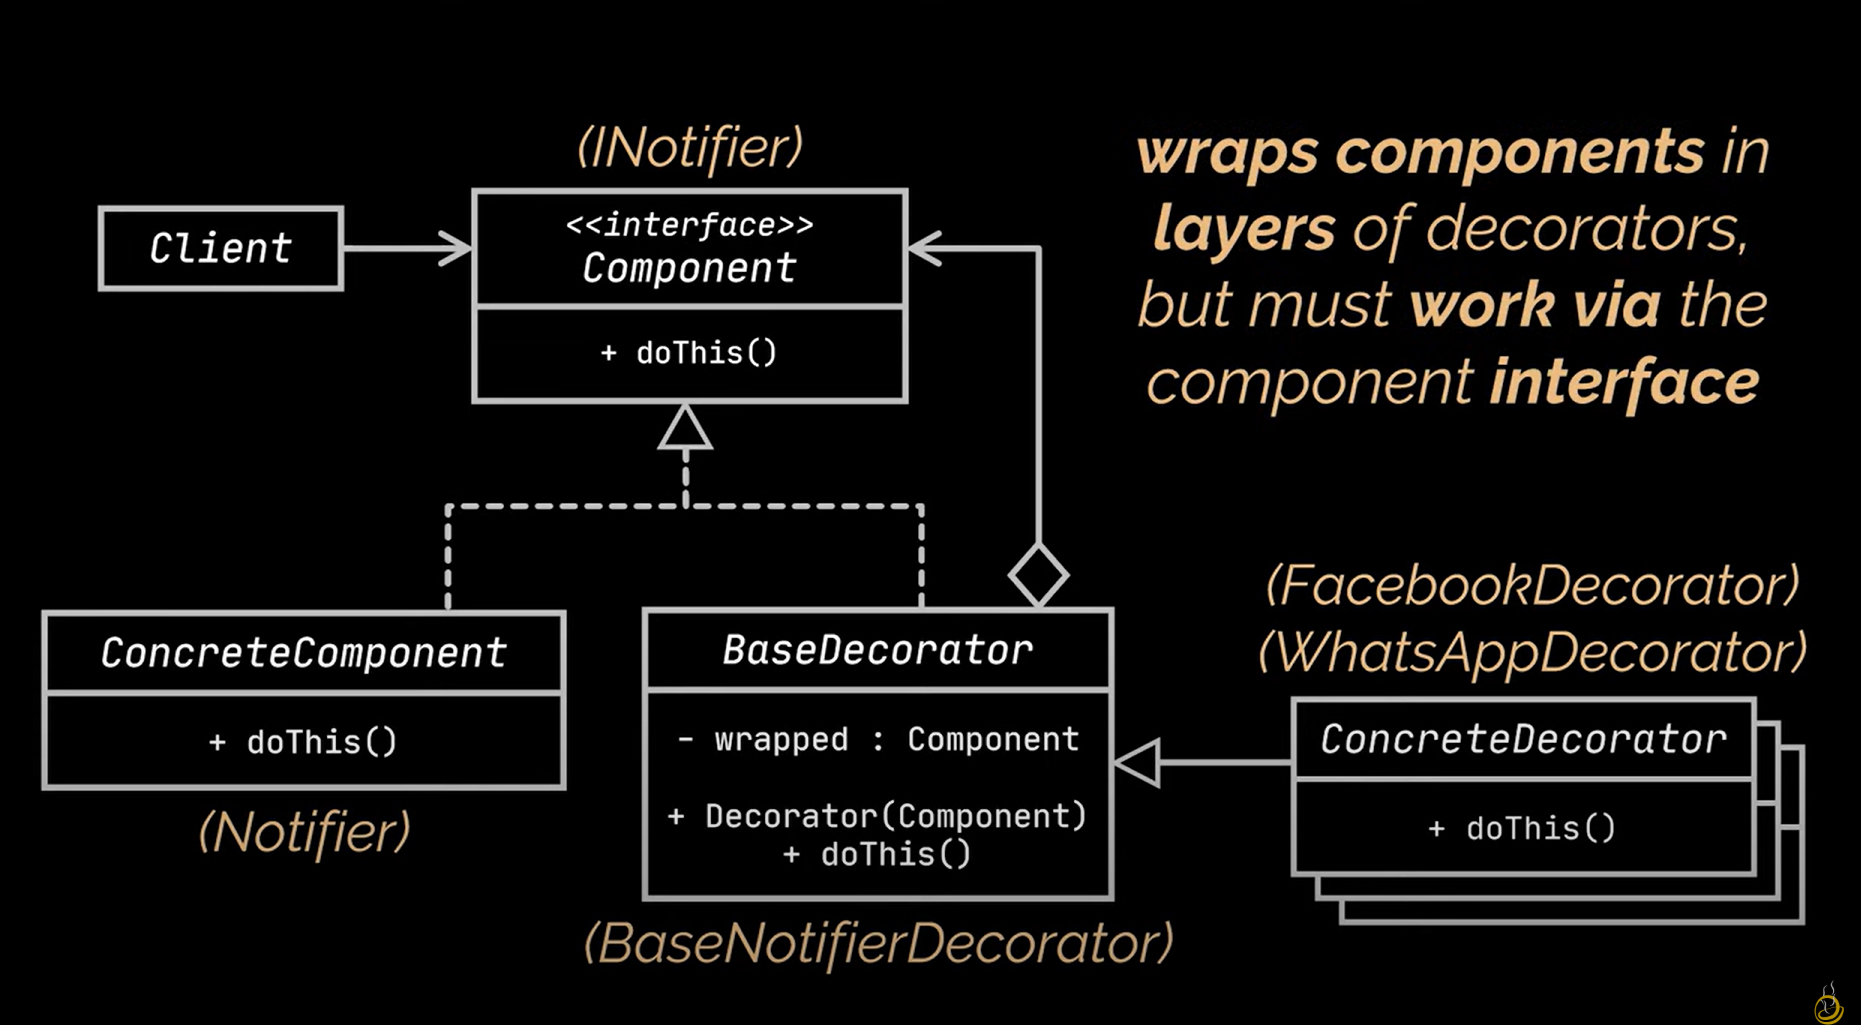 (INotifier)
<<interface>>
Component
+ doThis()
Client
wraps components in
layers of decorators,
but must work via the
component interface
ConcreteComponent
+ doThis()
(Notifier)
BaseDecorator
- wrapped : Component
+ Decorator(Component)
+ doThis()
(BaseNotifierDecorator)
(FacebookDecorator)
(WhatsAppDecorator)
ConcreteDecorator
+ doThis()